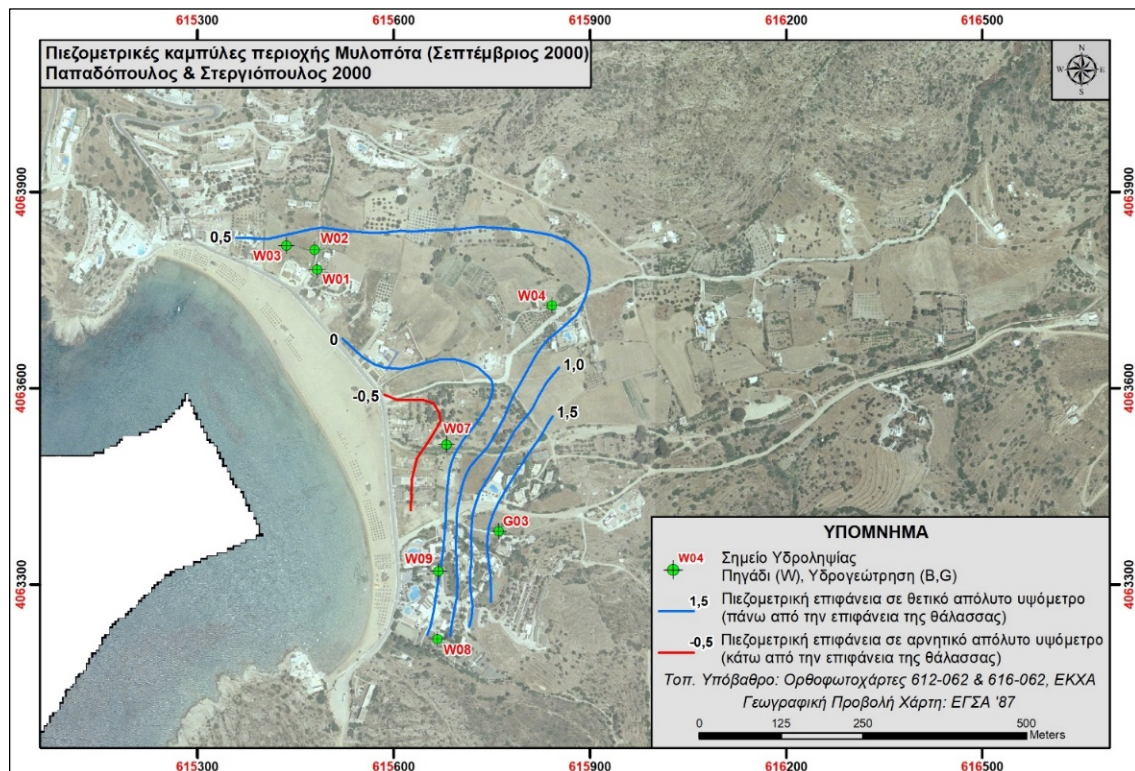 615300
615600
615900
616200
616500
Πιεζομετρικές καμπύλες περιοχής Μυλοπότα (Σεπτέμβριος 2000)
Παπαδόπουλος & Στεργιόπουλος 2000
N
W E
S
4063900
4063900
0,5
W03
W02
W01
W04
0
1,0
4063600
4063600
-0,5
1,5
W07
G03
W09
4063300
4063300
W08
ΥΠΟΜΝΗΜΑ
W04
Σημείο Υδροληψίας
Πηγάδι (W), Υδρογεώτρηση (B,G)
1,5
Πιεζομετρική επιφάνεια σε θετικό απόλυτο υψόμετρο
(πάνω από την επιφάνεια της θάλασσας)
-0,5
Πιεζομετρική επιφάνεια σε αρνητικό απόλυτο υψόμετρο
(κάτω από την επιφάνεια της θάλασσας)
Τοπ. Υπόβαθρο: Ορθοφωτοχάρτες 612-062 & 616-062, ΕΚΧΑ
Γεωγραφική Προβολή Χάρτη: ΕΓΣΑ '87
0 125 250 500
Meters
615300
615600
615900
616200
616500